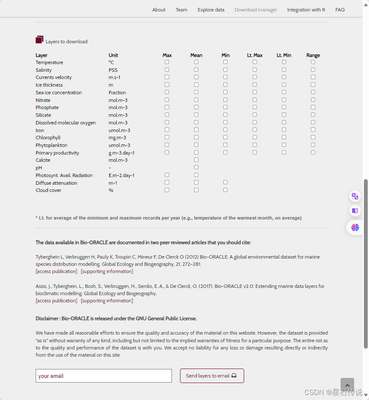 About Team Explore data Download manager Integration with R FAQ
Layers to download
Layer Unit Max Mean Min Lt. Max Lt. Min Range
Temperature °C
Salinity PSS
Currents velocity m.s-1
Ice thickness m
Sea ice concentration Fraction
Nitrate mol.m-3
Phosphate mol.m-3
Silicate mol.m-3
Dissolved molecular oxygen mol.m-3
Iron umol.m-3
Chlorophyll mg.m-3
Phytoplankton umol.m-3
Primary productivity g.m-3.day-1
Calcite mol.m-3
pH -
Photosynt. Avail. Radiation E.m-2.day-1
Diffuse attenuation m-1
Cloud cover %
* Lt. for average of the minimum and maximum records per year (e.g., temperature of the warmest month, on average)
The data available in Bio-ORACLE are documented in two peer reviewed articles that you should cite:
Tyberghein L, Verbruggen H, Pauly K, Troupin C, Mineur F, De Clerck O (2012) Bio-ORACLE: A global environmental dataset for marine
species distribution modelling. Global Ecology and Biogeography, 21, 272–281.
[access publication] [supporting information]
Assis, J., Tyberghein, L., Bosch, S., Verbruggen, H., Serrão, E. A., & De Clerck, O. (2017). Bio-ORACLE v2.0: Extending marine data layers for
bioclimatic modelling. Global Ecology and Biogeography.
[access publication] [supporting information]
Disclaimer : Bio-ORACLE is released under the GNU General Public License.
We have made all reasonable efforts to ensure the quality and accuracy of the material on this website. However, the dataset is provided
"as is" without warranty of any kind, including but not limited to the implied warranties of fitness for a particular purpose. The entire risk as
to the quality and performance of the dataset is with you. We accept no liability for any loss or damage resulting directly or indirectly
from the use of the material on this site.
your email Send layers to email